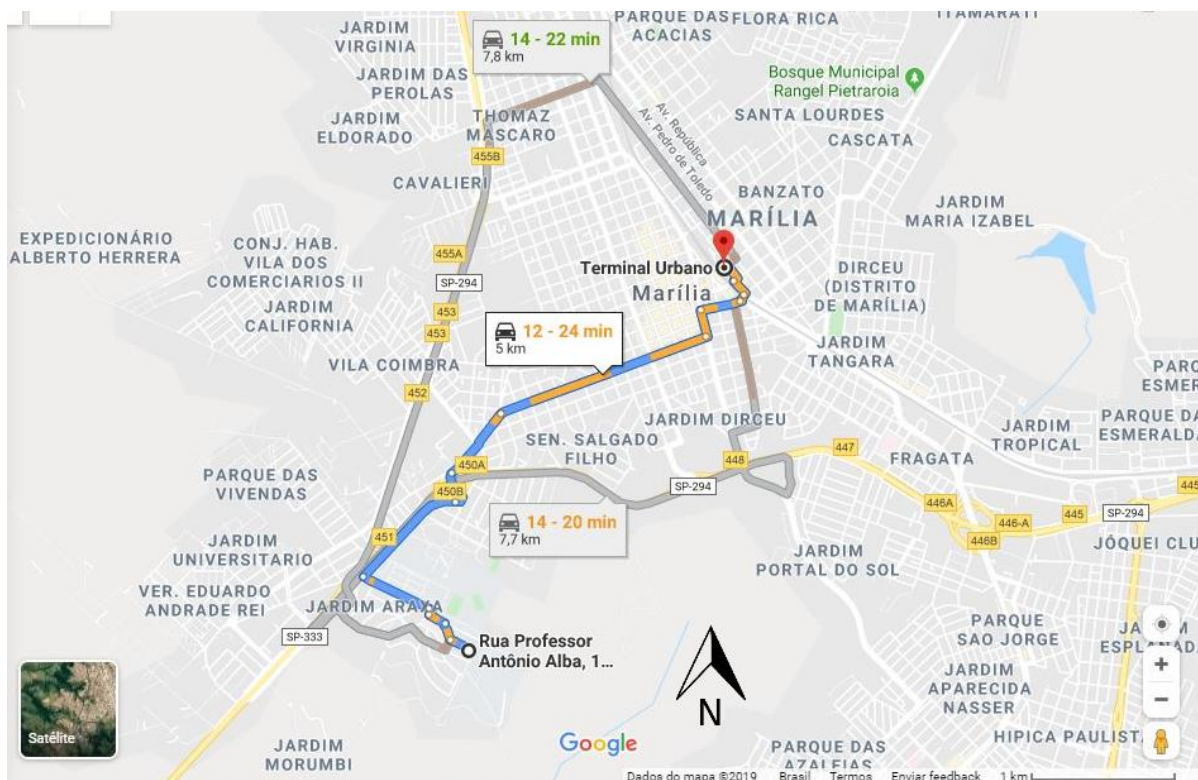 JARDIM
VIRGINIA
14 - 22 min
7,8 km
PARQUE DAS
ACACIAS
FLORA RICA
ITAMARATI
JARDIM DAS
PEROLAS
Bosque Municipal
Rangel Pietraroia
JARDIM
ELDORADO
THOMAZ
MASCARO
Av. República
Av. Pedro de Toledo
SANTA LOURDES
CASCATA
455B
CAVALIERI
BANZATO
MARÍLIA
JARDIM
MARIA IZABEL
EXPEDICIONÁRIO
ALBERTO HERRERA
CONJ. HAB.
VILA DOS
COMERCIARIOS II
455A
SP-294
Terminal Urbano
Marília
DIRCEU
(DISTRITO
DE MARÍLIA)
JARDIM
CALIFORNIA
453
453
12 - 24 min
5 km
VILA COIMBRA
JARDIM
TANGARA
452
PARQ
ESMER
JARDIM DIRCEU
JARDIM
TROPICAL
PARQUE DA
ESMERALDA
SEN. SALGADO
FILHO
447
448
FRAGATA
450A
450B
PARQUE DAS
VIVENDAS
SP-294
446A
446-A
446B
445
SP-294
445
14 - 20 min
7,7 km
451
JARDIM
UNIVERSITARIO
JARDIM
PORTAL DO SOL
JÓQUEI CLU
VER. EDUARDO
ANDRADE REI
JARDIM ARAXA
SP-333
Rua Professor
Antônio Alba, 1...
PARQUE
SAO JORGE
JARDIM
ESPLANADA
JARDIM
APARECIDA
NASSER
N
Satélite
Google
JARDIM
MORUMBI
PARQUE DAS
AZALEIAS
HIPICA PAULIST
Dados do mapa ©2019 Brasil Termos Enviar feedback 1 km